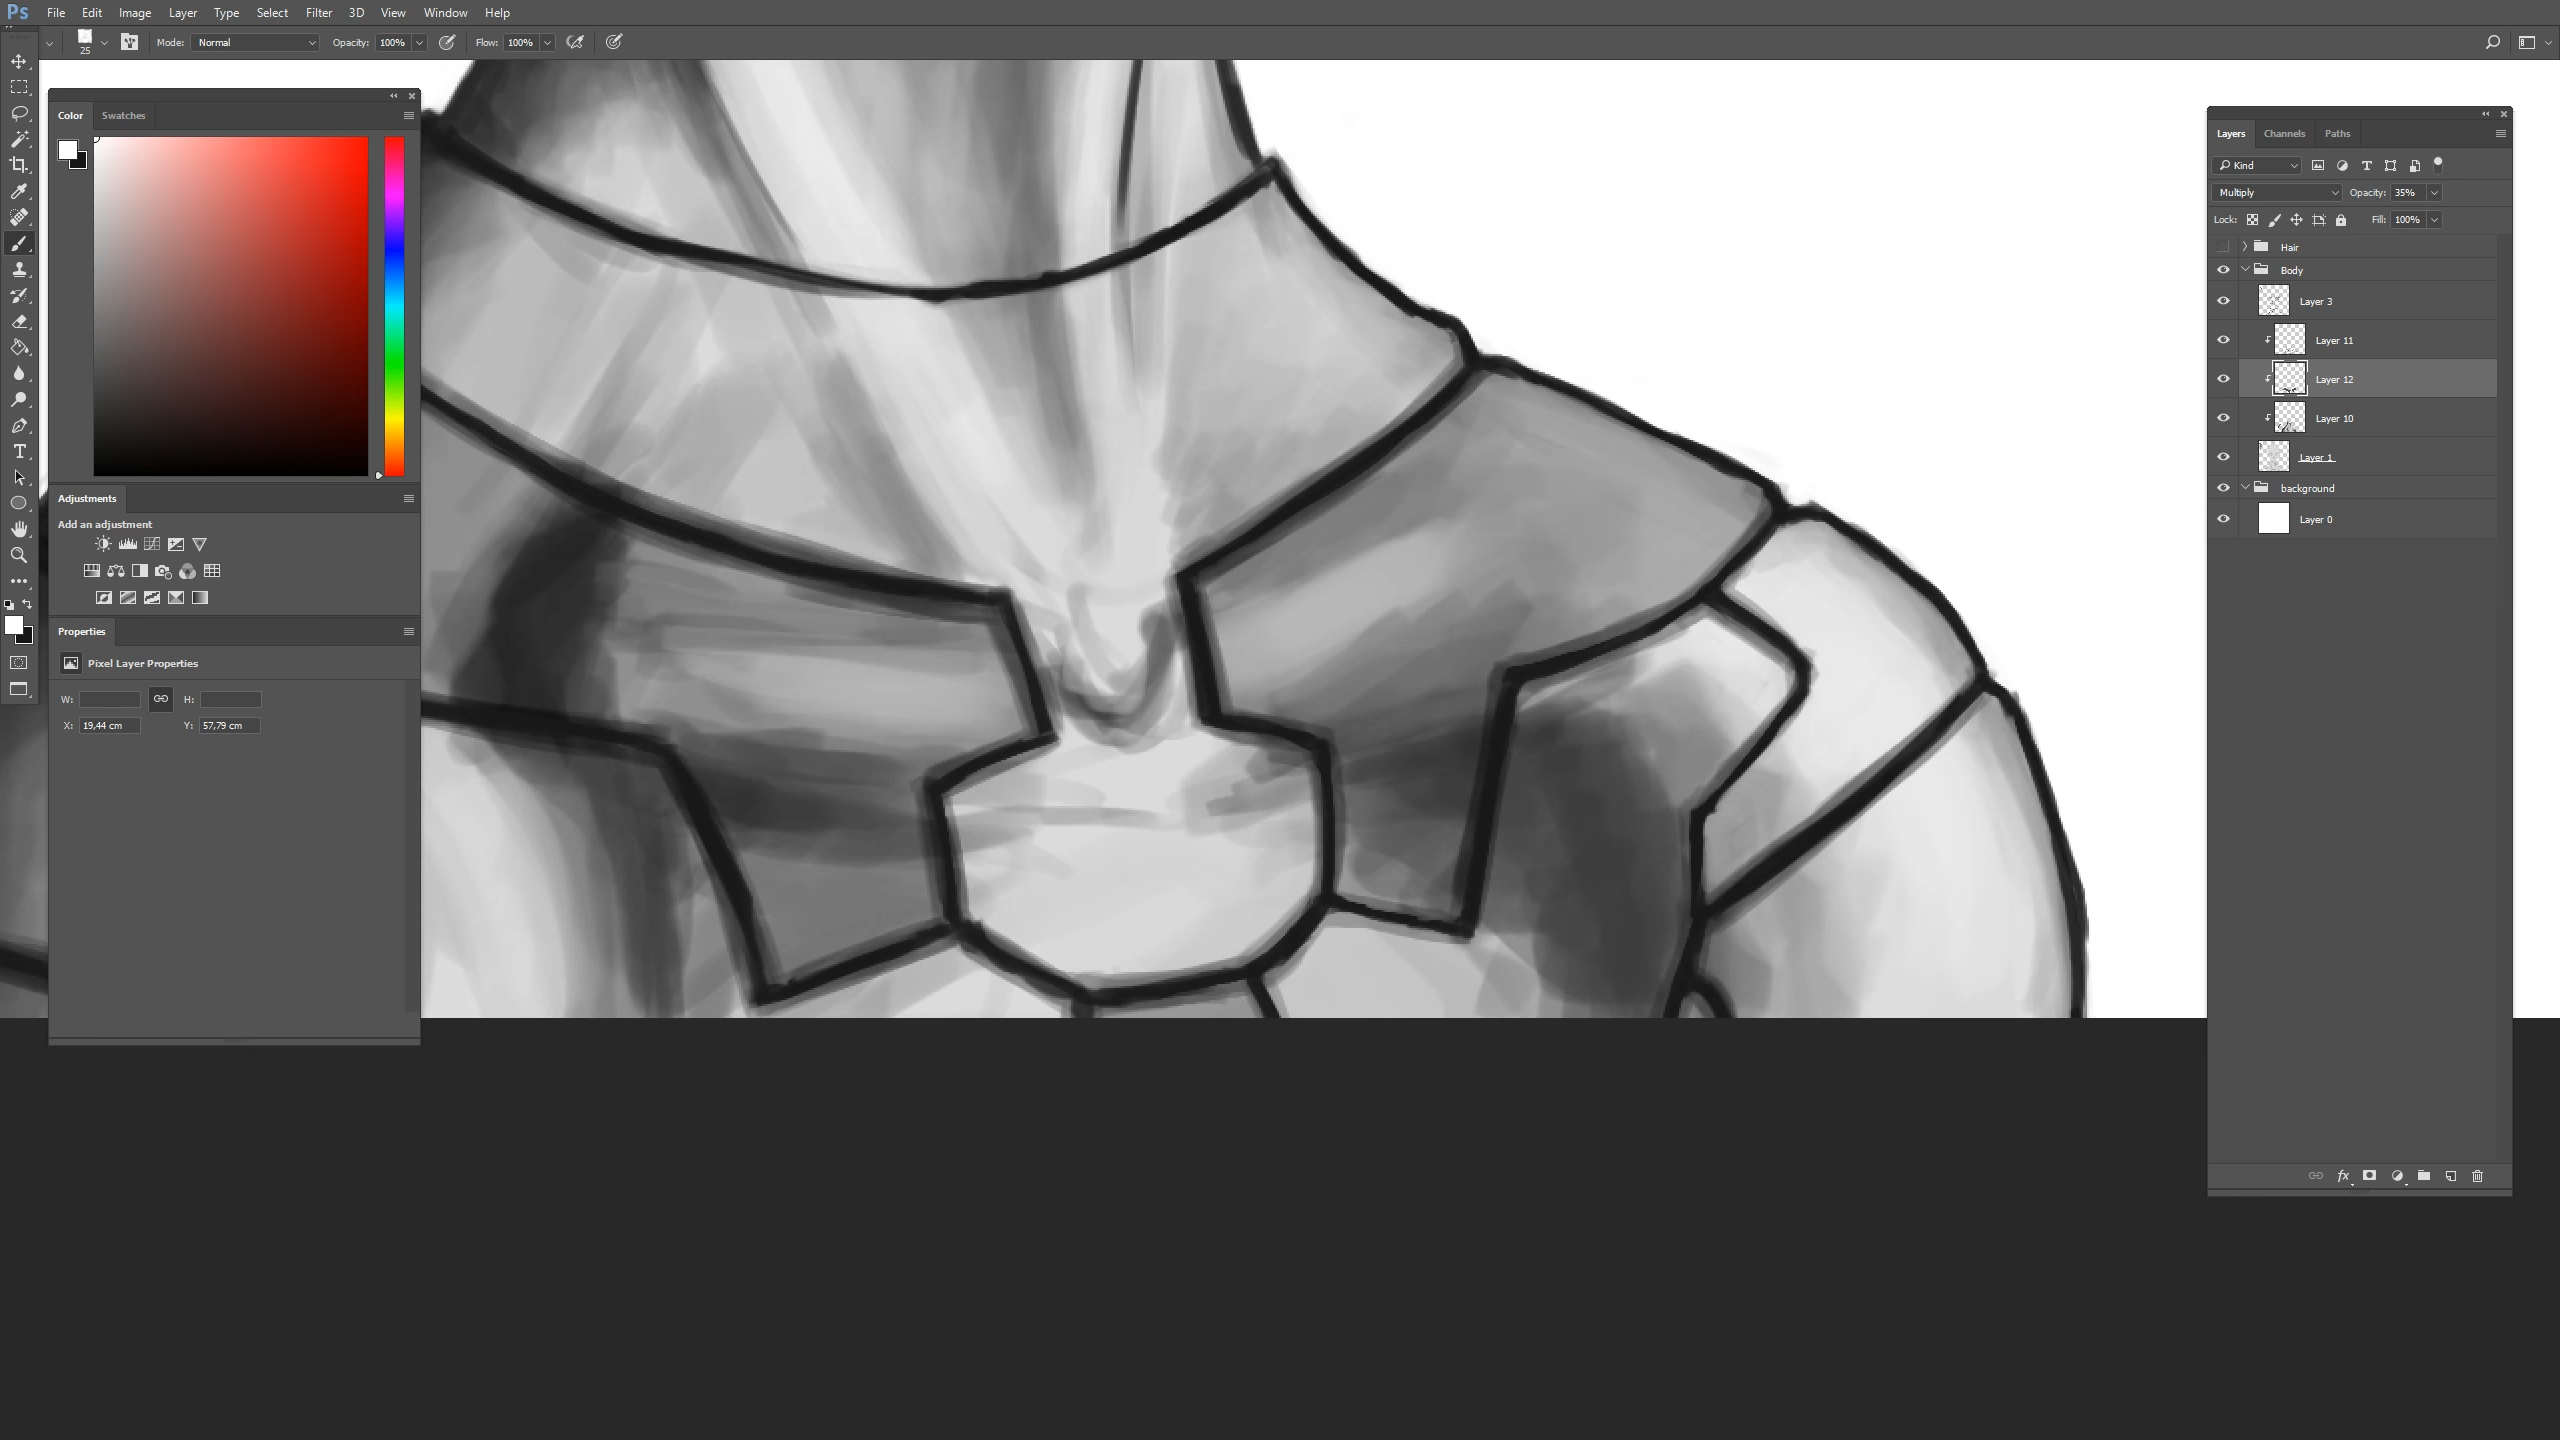 Ps File Edit Image Layer Type Select Filter 3D View Window Help
25 Mode: Normal Opacity: 100% Flow: 100%
Color Swatches
Adjustments
Add an adjustment
Properties
Pixel Layer Properties
W: H:
X: 19,44 cm Y: 57,79 cm
Layers Channels Paths
Kind
Multiply Opacity: 35%
Lock: Fill: 100%
Hair
Body
Layer 3
Layer 11
Layer 12
Layer 10
Layer 1
background
Layer 0
fx